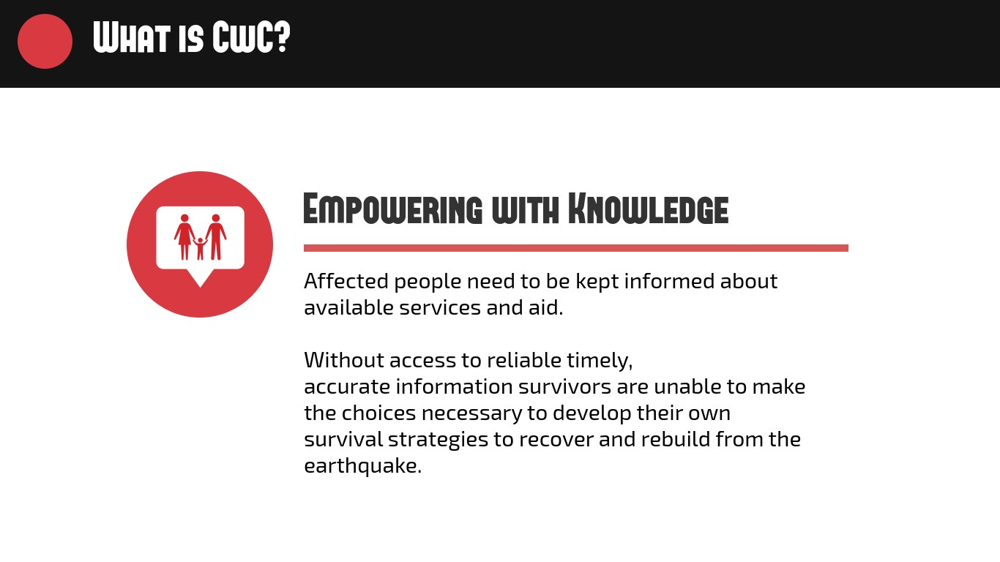 What is CwC?
Empowering with Knowledge
Affected people need to be kept informed about
available services and aid.
Without access to reliable timely,
accurate information survivors are unable to make
the choices necessary to develop their own
survival strategies to recover and rebuild from the
earthquake.